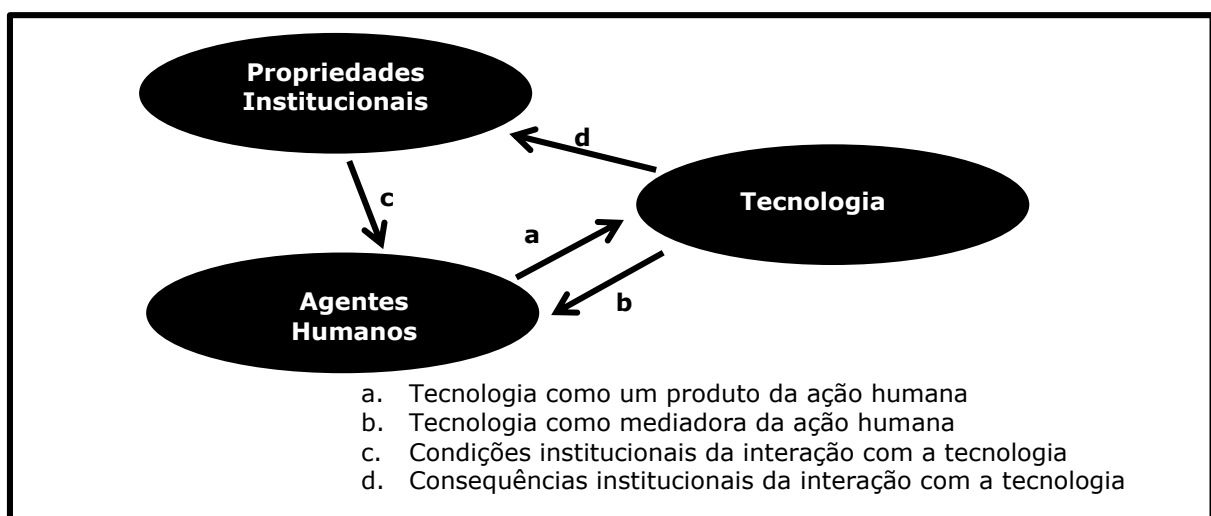 Propriedades
Institucionais
d
Tecnologia
c
a
Agentes
Humanos
b
a. Tecnologia como um produto da ação humana
b. Tecnologia como mediadora da ação humana
c. Condições institucionais da interação com a tecnologia
d. Consequências institucionais da interação com a tecnologia